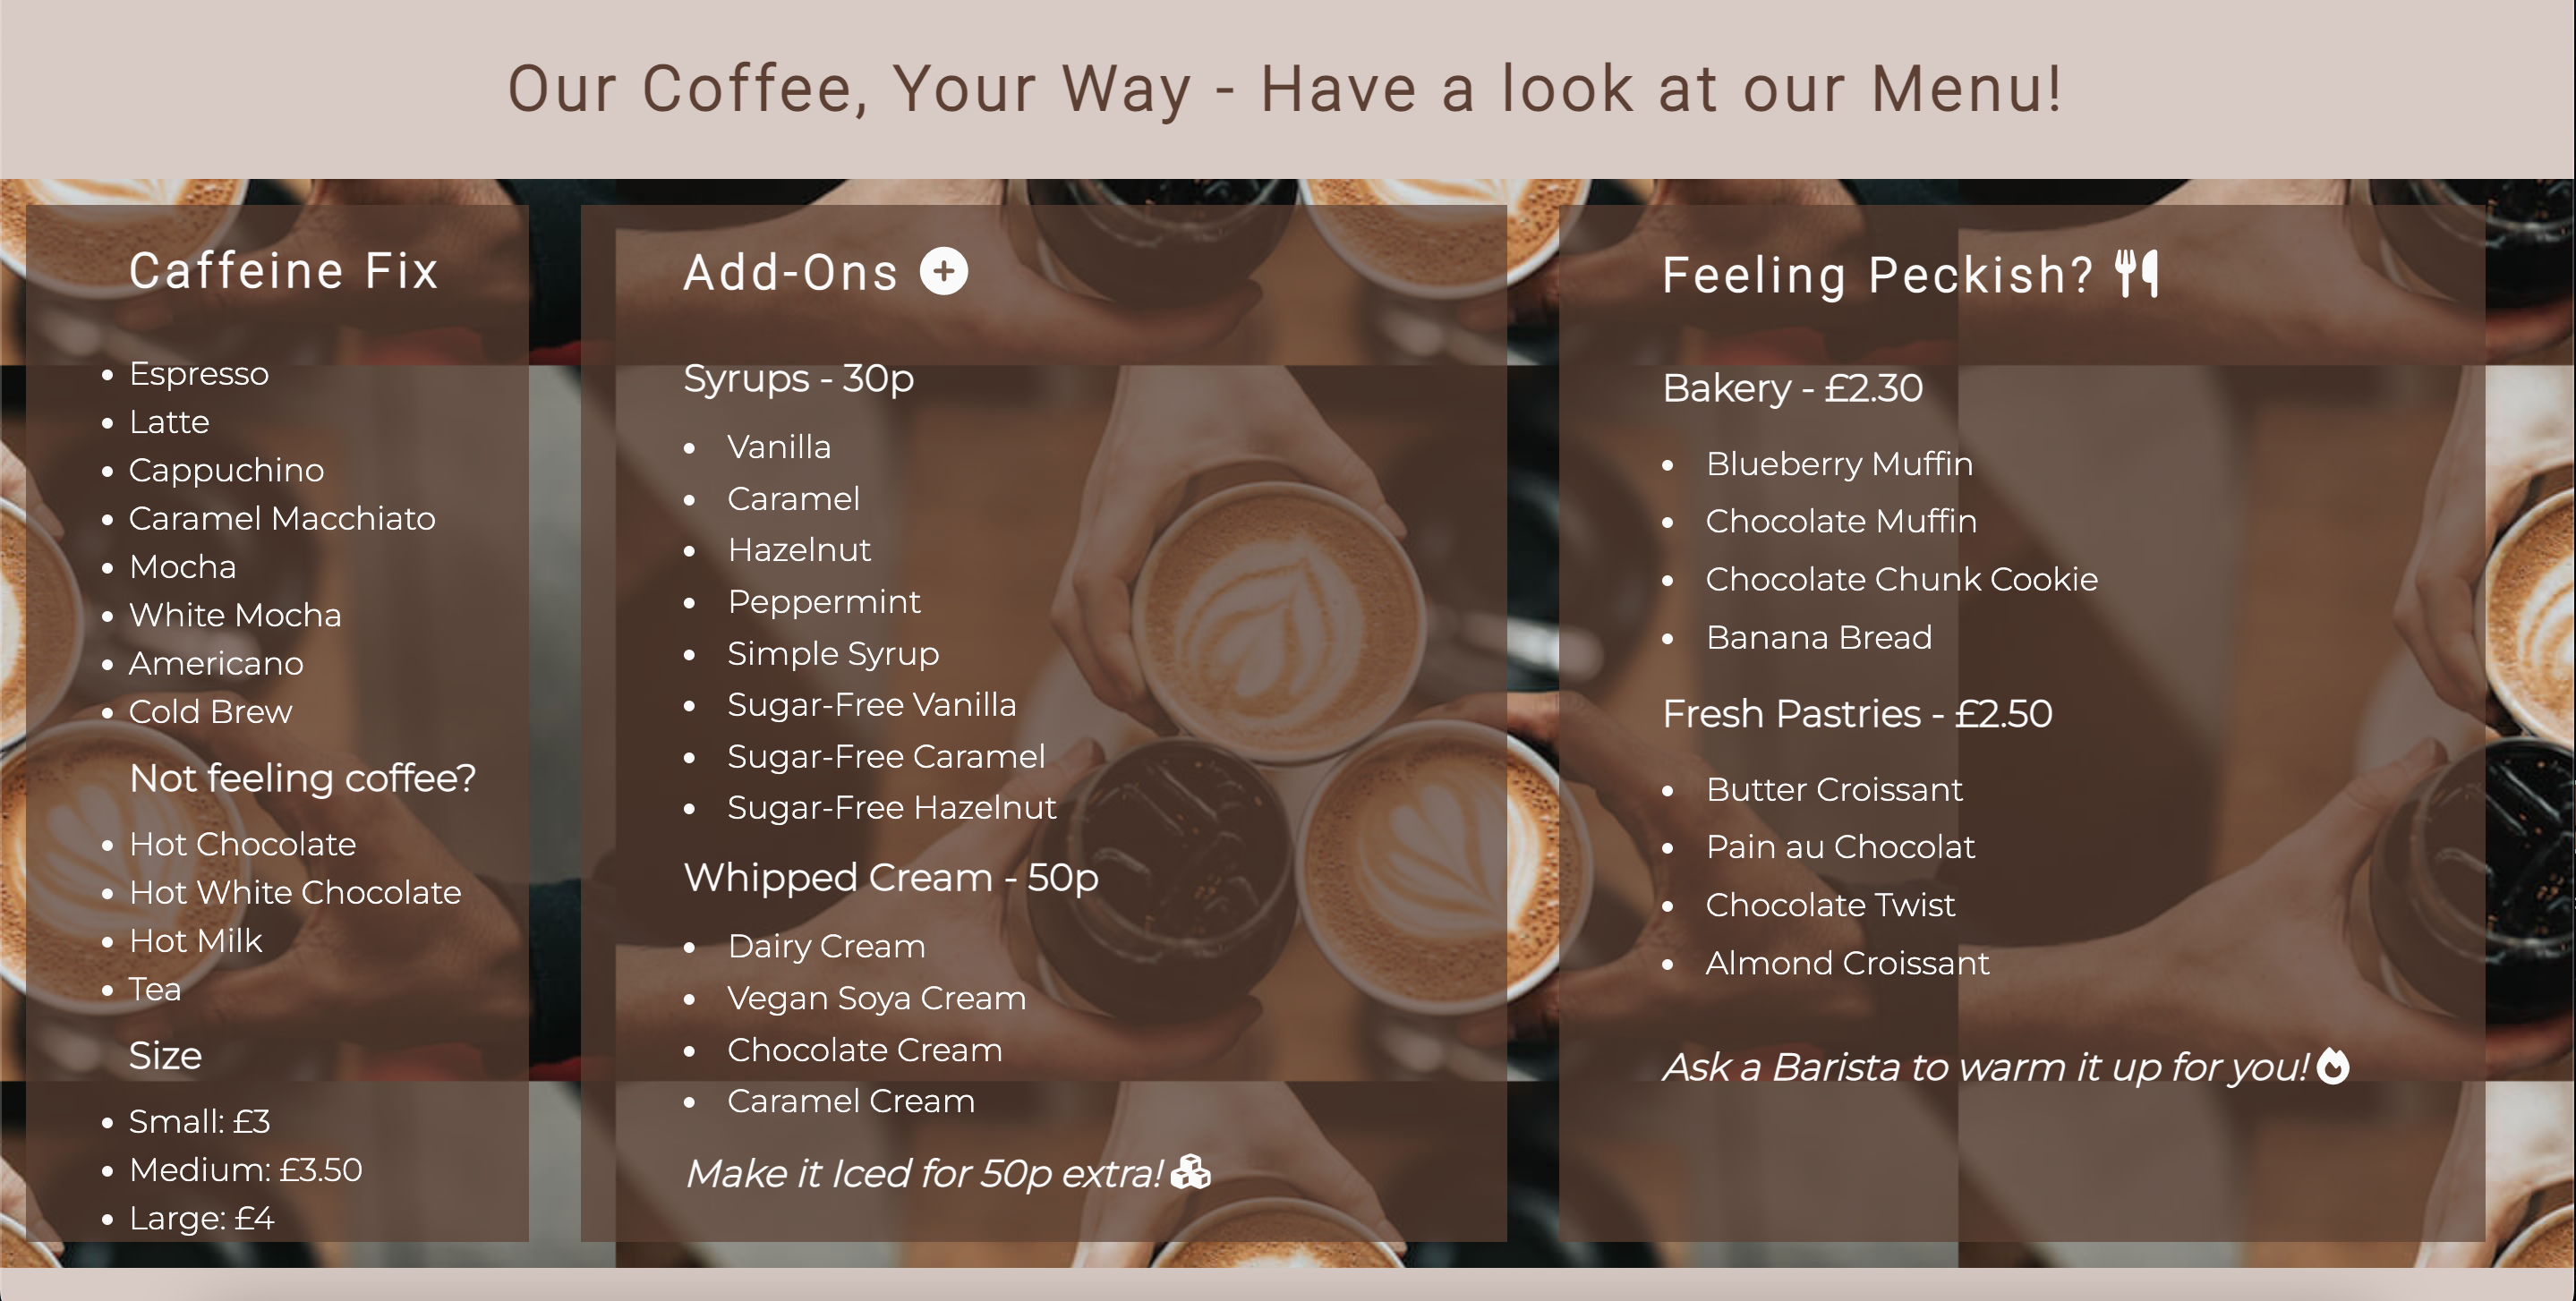 Our Coffee, Your Way - Have a look at our Menu!
Caffeine Fix
Espresso
Latte
Cappuchino
Caramel Macchiato
Mocha
White Mocha
Americano
Cold Brew
Not feeling coffee?
Hot Chocolate
Hot White Chocolate
Hot Milk
Tea
Size
Small: £3
Medium: £3.50
Large: £4
Add-Ons
Syrups - 30p
Vanilla
Caramel
Hazelnut
Peppermint
Simple Syrup
Sugar-Free Vanilla
Sugar-Free Caramel
Sugar-Free Hazelnut
Whipped Cream - 50p
Dairy Cream
Vegan Soya Cream
Chocolate Cream
Caramel Cream
Make it Iced for 50p extra!
Feeling Peckish?
Bakery - £2.30
Blueberry Muffin
Chocolate Muffin
Chocolate Chunk Cookie
Banana Bread
Fresh Pastries - £2.50
Butter Croissant
Pain au Chocolat
Chocolate Twist
Almond Croissant
Ask a Barista to warm it up for you!